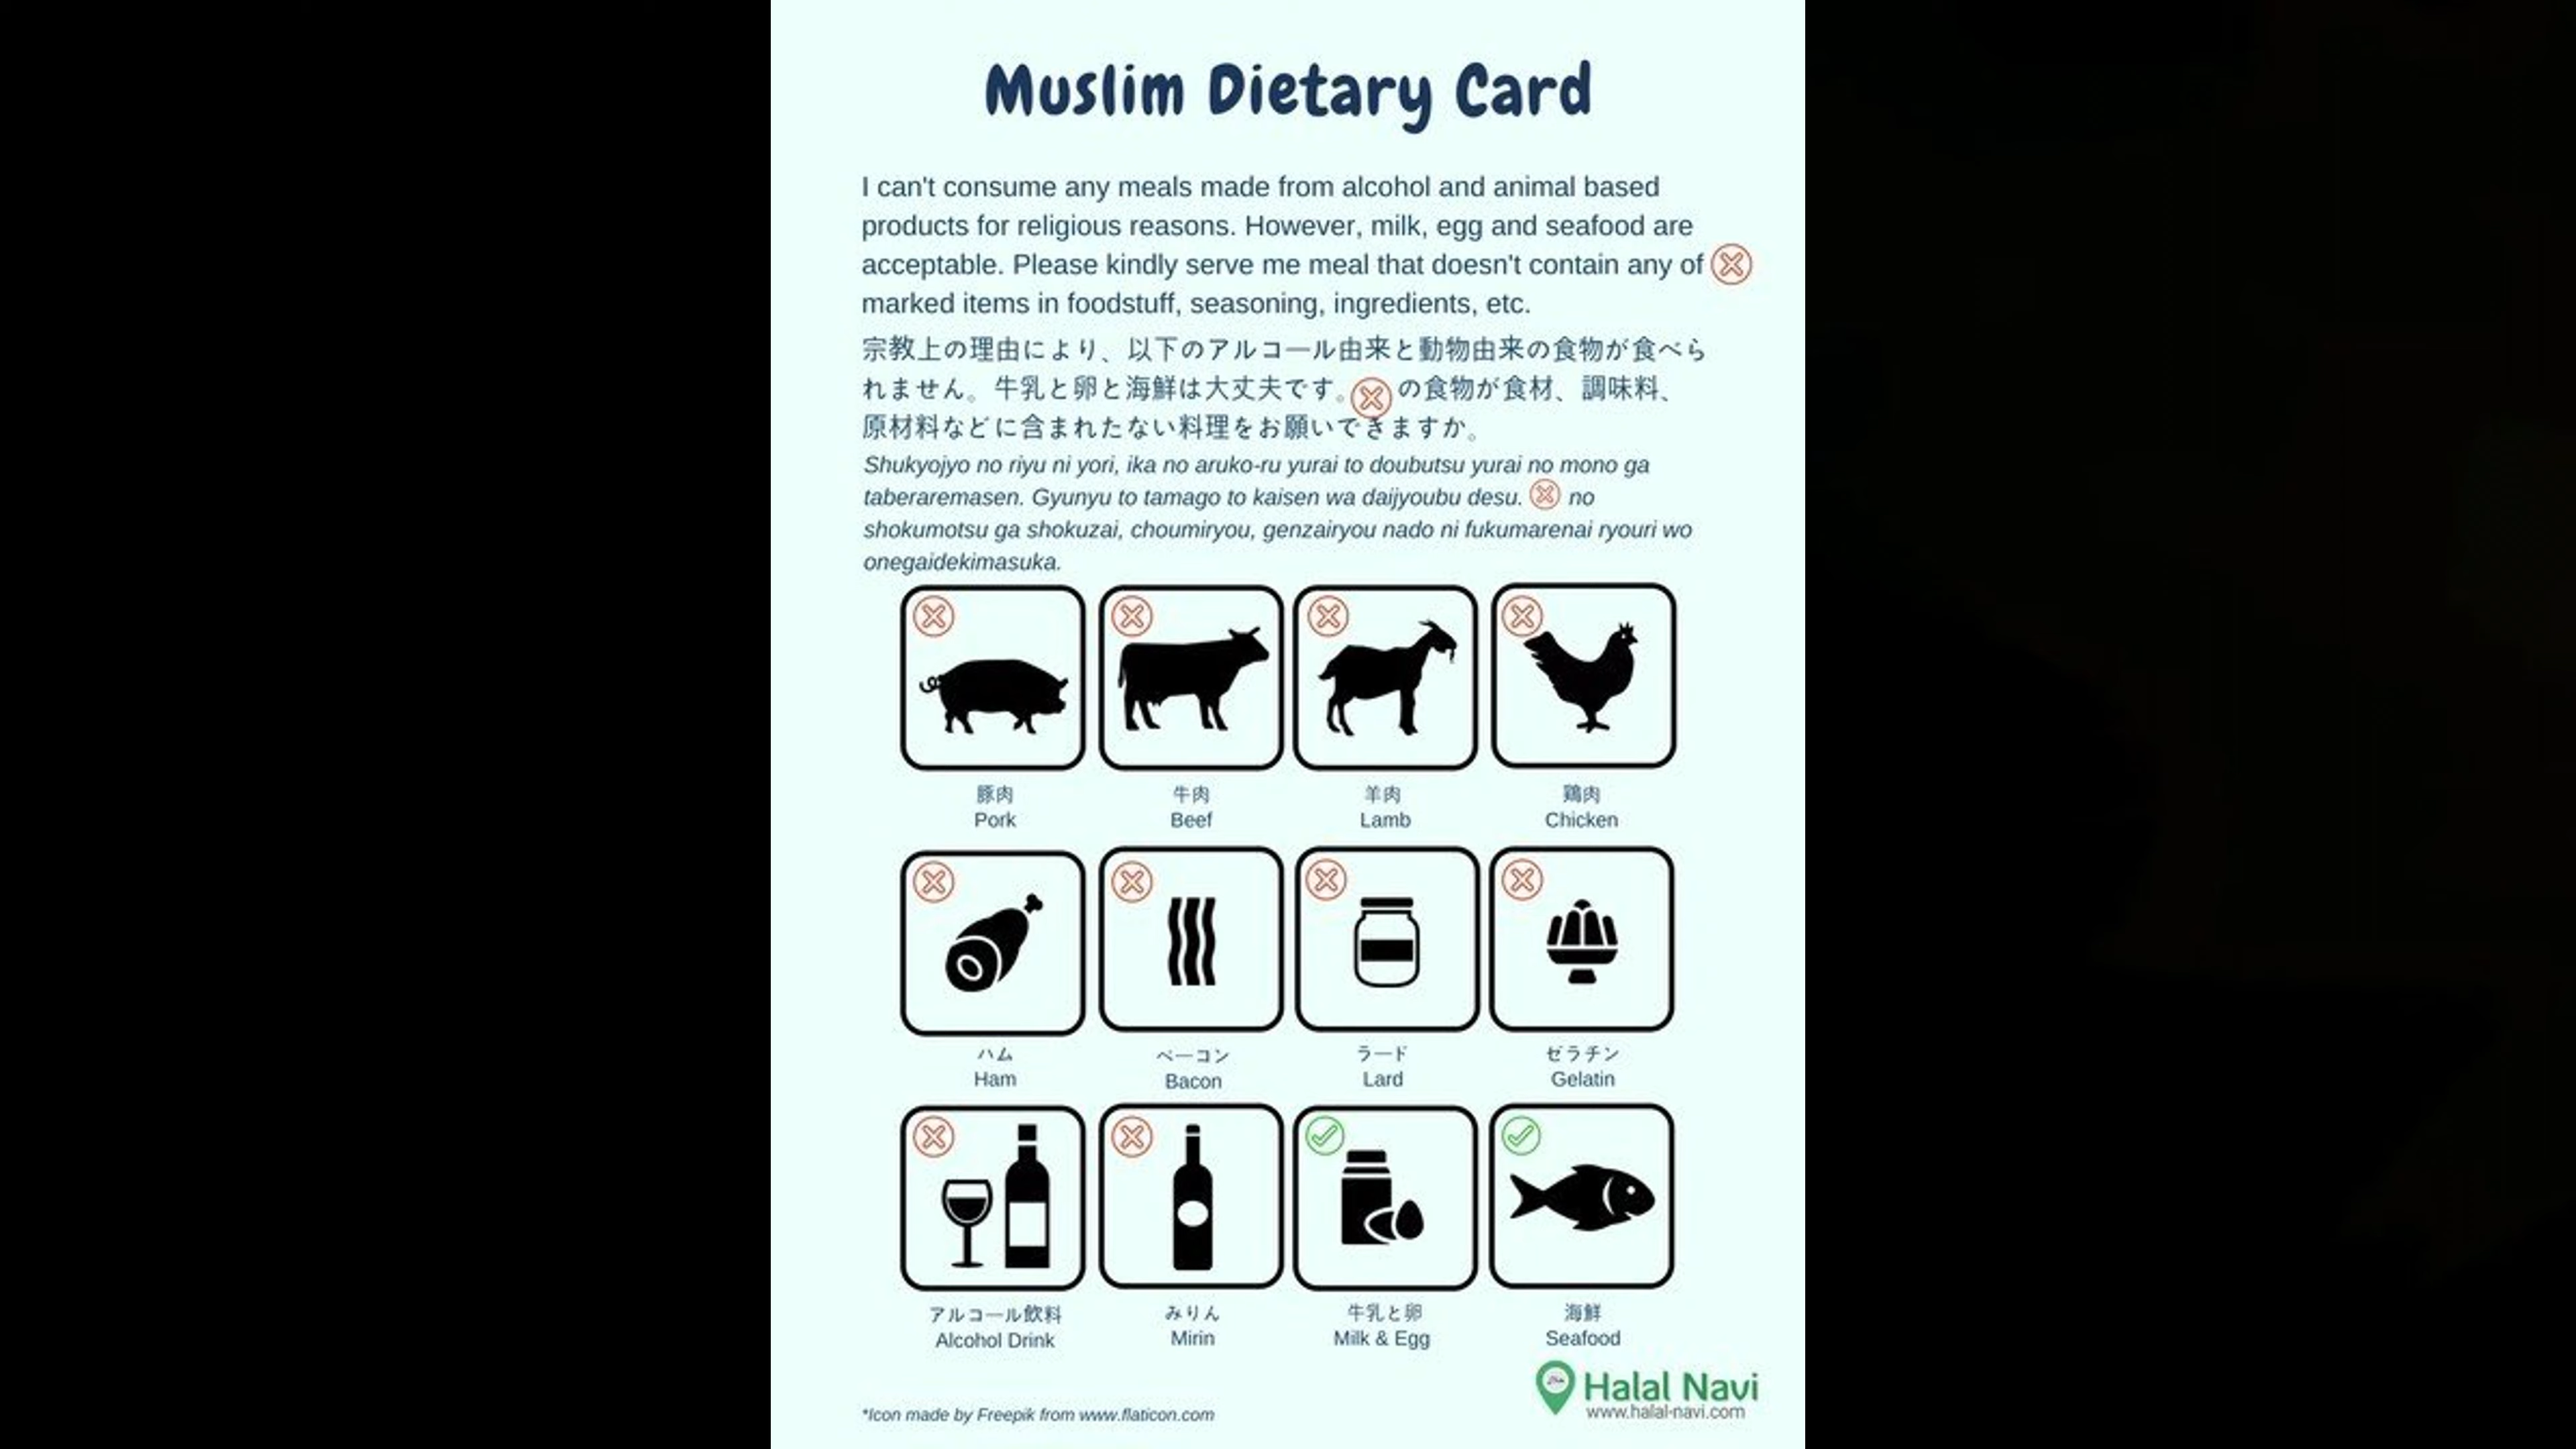 Muslim Dietary Card
I can't consume any meals made from alcohol and animal based
products for religious reasons. However, milk, egg and seafood are
acceptable. Please kindly serve me meal that doesn't contain any of
marked items in foodstuff, seasoning, ingredients, etc.
宗教上の理由により、以下のアルコール由来と動物由来の食物が食べら
れません。牛乳と卵と海鮮は大丈夫です。 の食物が食材、調味料、
原材料などに含まれたない料理をお願いできますか。
Shukyojyo no riyu ni yori, ika no aruko-ru yurai to doubutsu yurai no mono ga
taberaremasen. Gyunyu to tamago to kaisen wa daijyoubu desu. no
shokumotsu ga shokuzai, choumiryou, genzairyou nado ni fukumarenai ryouri wo
onegaidekimasuka.
豚肉 牛肉 羊肉 鶏肉
Pork Beef Lamb Chicken
ハム ベーコン ラード ゼラチン
Ham Bacon Lard Gelatin
アルコール飲料 みりん 牛乳と卵 海鮮
Alcohol Drink Mirin Milk & Egg Seafood
Halal Navi
www.halal-navi.com
*Icon made by Freepik from www.flaticon.com